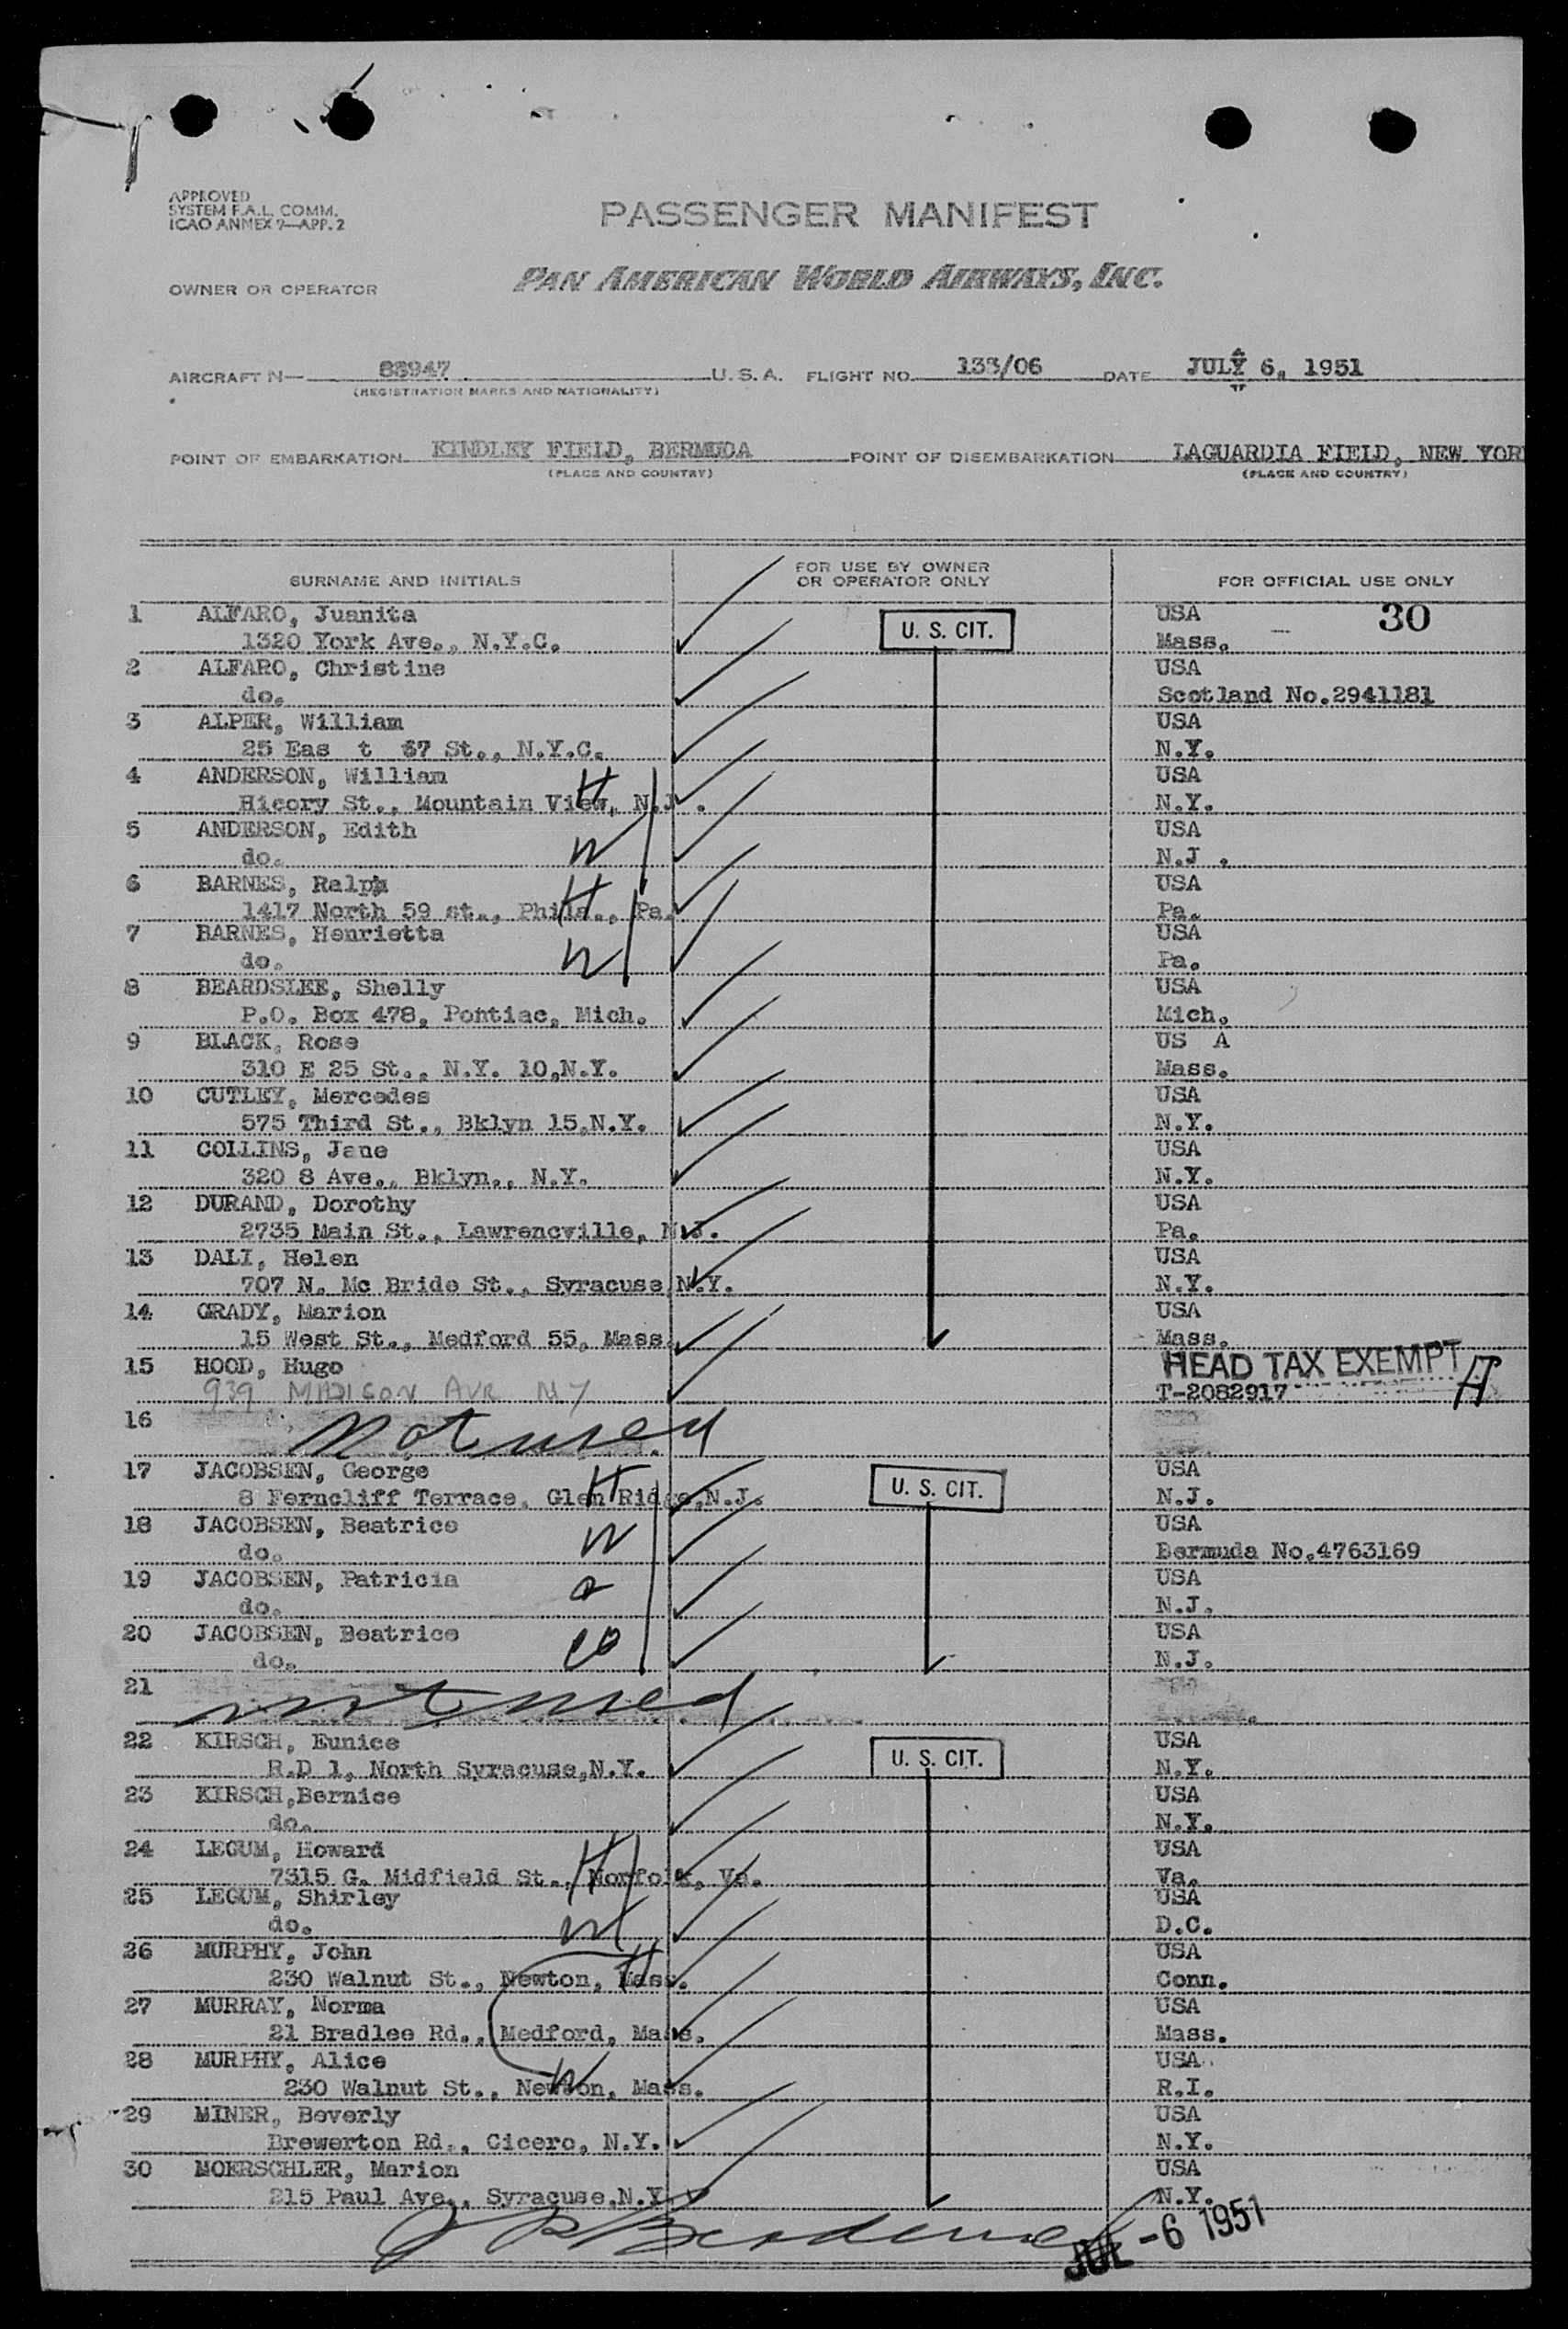 APPROVED
SYSTEM F.A.L. COMM.
ICAO ANNEX 9—APP. 2
PASSENGER MANIFEST
OWNER OR OPERATOR PAN AMERICAN WORLD AIRWAYS, INC.
AIRCRAFT N— 88947 U.S.A. FLIGHT NO. 133/06 DATE JULY 6, 1951
(REGISTRATION MARKS AND NATIONALITY)
POINT OF EMBARKATION KINDLEY FIELD, BERMUDA POINT OF DISEMBARKATION LAGUARDIA FIELD, NEW YOR
(PLACE AND COUNTRY) (PLACE AND COUNTRY)
SURNAME AND INITIALS FOR USE BY OWNER OR OPERATOR ONLY FOR OFFICIAL USE ONLY
1 ALFARO, Juanita U. S. CIT. USA 30
1320 York Ave., N.Y.C. Mass. —
2 ALFARO, Christine USA
do. Scotland No.2941181
3 ALPER, William USA
25 Eas t 67 St., N.Y.C. N.Y.
4 ANDERSON, William H USA
Hicory St., Mountain View, N.J . N.Y.
5 ANDERSON, Edith W USA
do. N.J .
6 BARNES, Ralph H USA
1417 North 59 st., Phila., Pa. Pa.
7 BARNES, Henrietta W USA
do. Pa.
8 BEARDSLEE, Shelly USA
P.O. Box 478, Pontiac, Mich. Mich.
9 BLACK, Rose US A
310 E 25 St., N.Y. 10,N.Y. Mass.
10 CUTLEY, Mercedes USA
575 Third St., Bklyn 15,N.Y. N.Y.
11 COLLINS, Jane USA
320 8 Ave., Bklyn., N.Y. N.Y.
12 DURAND, Dorothy USA
2735 Main St., Lawrencville, N.J. Pa.
13 DALI, Helen USA
707 N. Mc Bride St., Syracuse,N.Y. N.Y.
14 GRADY, Marion USA
15 West St., Medford 55, Mass. Mass.
15 HOOD, Hugo HEAD TAX EXEMPT
939 MADISON AVE NY T-2082917 H
16 not used
17 JACOBSEN, George H U. S. CIT. USA
8 Ferncliff Terrace, Glen Ridge,N.J. N.J.
18 JACOBSEN, Beatrice W USA
do. Bermuda No.4763169
19 JACOBSEN, Patricia USA
do. N.J.
20 JACOBSEN, Beatrice USA
do. N.J.
21 not used
22 KIRSCH, Eunice U. S. CIT. USA
R.D 1, North Syracuse,N.Y. N.Y.
23 KIRSCH,Bernice USA
do. N.Y.
24 LEGUM, Howard H USA
7315 G. Midfield St., Norfolk, Va. Va.
25 LEGUM, Shirley W USA
do. D.C.
26 MURPHY, John H USA
230 Walnut St., Newton, Mass. Conn.
27 MURRAY, Norma USA
21 Bradlee Rd., Medford, Mass. Mass.
28 MURPHY, Alice W USA
230 Walnut St., Newton, Mass. R.I.
29 MINER, Beverly USA
Brewerton Rd., Cicero, N.Y. N.Y.
30 MOERSCHLER, Marion USA
215 Paul Ave., Syracuse,N.Y. N.Y.
JUL -6 1951